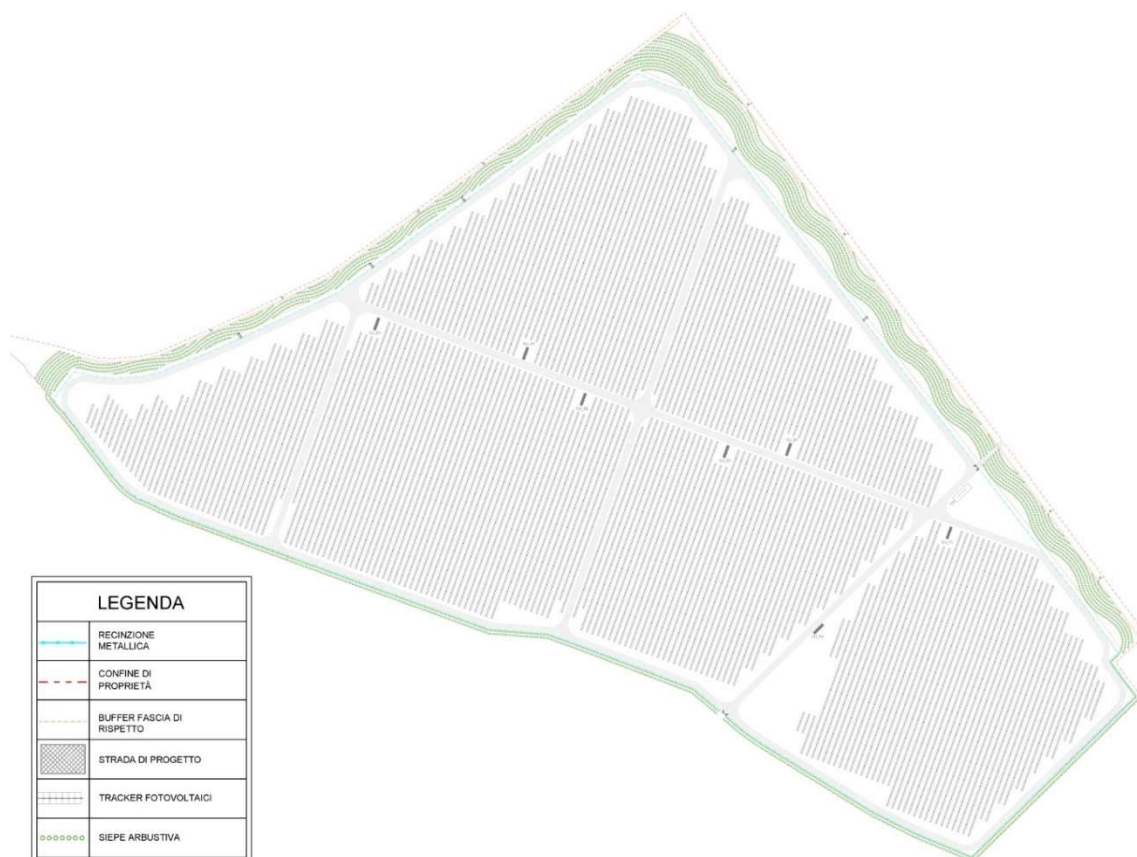 LEGENDA
RECINZIONE
METALLICA
CONFINE DI
PROPRIETÀ
BUFFER FASCIA DI
RISPETTO
STRADA DI PROGETTO
TRACKER FOTOVOLTAICI
SIEPE ARBUSTIVA